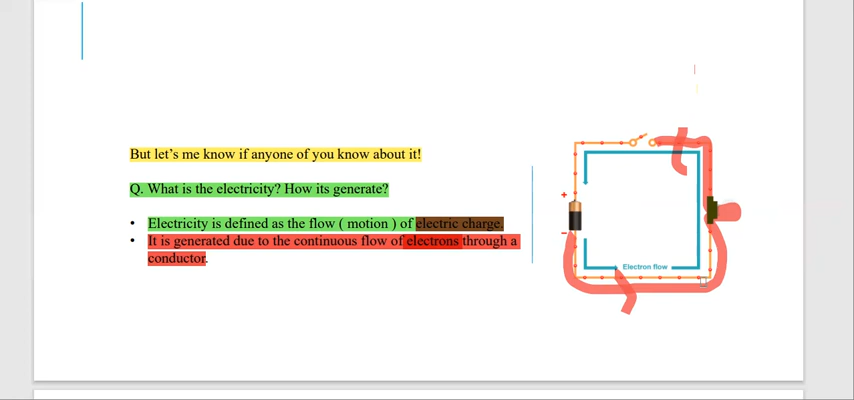 But let's me know if anyone of you know about it!
Q. What is the electricity? How its generate?
• Electricity is defined as the flow ( motion ) of electric charge.
• It is generated due to the continuous flow of electrons through a
conductor.
+
−
Electron flow